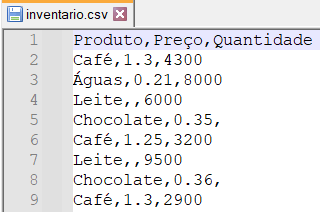 inventario.csv
1 Produto,Preço,Quantidade
2 Café,1.3,4300
3 Águas,0.21,8000
4 Leite,,6000
5 Chocolate,0.35,
6 Café,1.25,3200
7 Leite,,9500
8 Chocolate,0.36,
9 Café,1.3,2900